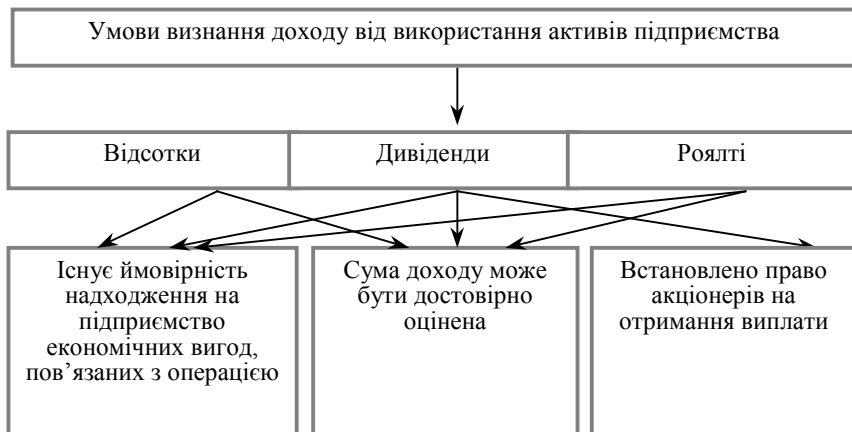 Умови визнання доходу від використання активів підприємства
Відсотки
Дивіденди
Роялті
Існує ймовірність
надходження на
підприємство
економічних вигод,
пов’язаних з операцією
Сума доходу може
бути достовірно
оцінена
Встановлено право
акціонерів на
отримання виплати